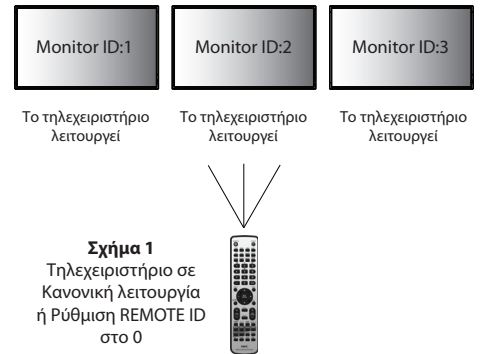 Monitor ID:1
Monitor ID:2
Monitor ID:3
Το τηλεχειριστήριο
λειτουργεί
Το τηλεχειριστήριο
λειτουργεί
Το τηλεχειριστήριο
λειτουργεί
Σχήμα 1
Τηλεχειριστήριο σε
Κανονική λειτουργία
ή Ρύθμιση REMOTE ID
στο 0